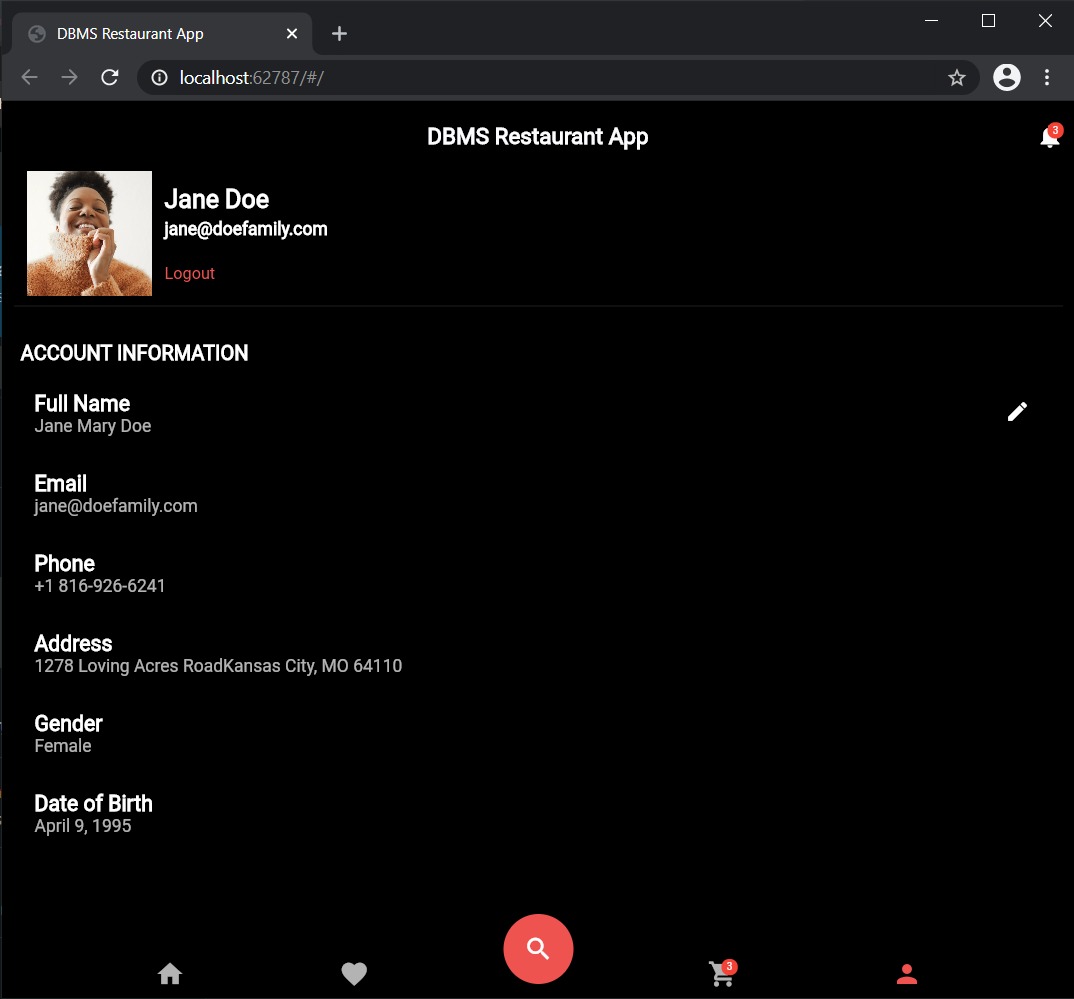 DBMS Restaurant App
localhost:62787/#/
DBMS Restaurant App
3
Jane Doe
jane@doefamily.com
Logout
ACCOUNT INFORMATION
Full Name
Jane Mary Doe
Email
jane@doefamily.com
Phone
+1 816-926-6241
Address
1278 Loving Acres RoadKansas City, MO 64110
Gender
Female
Date of Birth
April 9, 1995
3